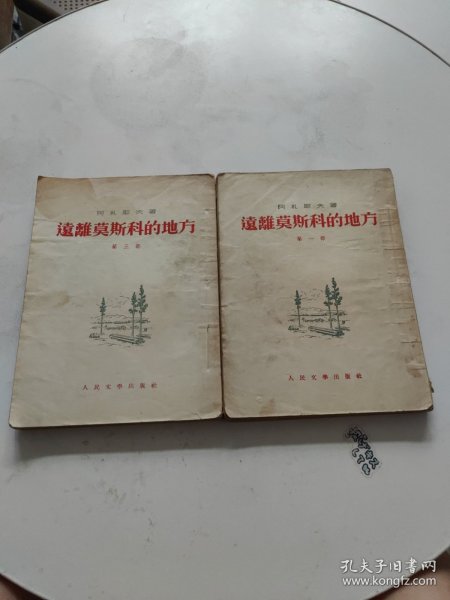 阿札耶夫著
遠離莫斯科的地方
第三部
人民文學出版社
阿札耶夫著
遠離莫斯科的地方
第一部
人民文學出版社
孔夫子旧书网
www.kongfz.com